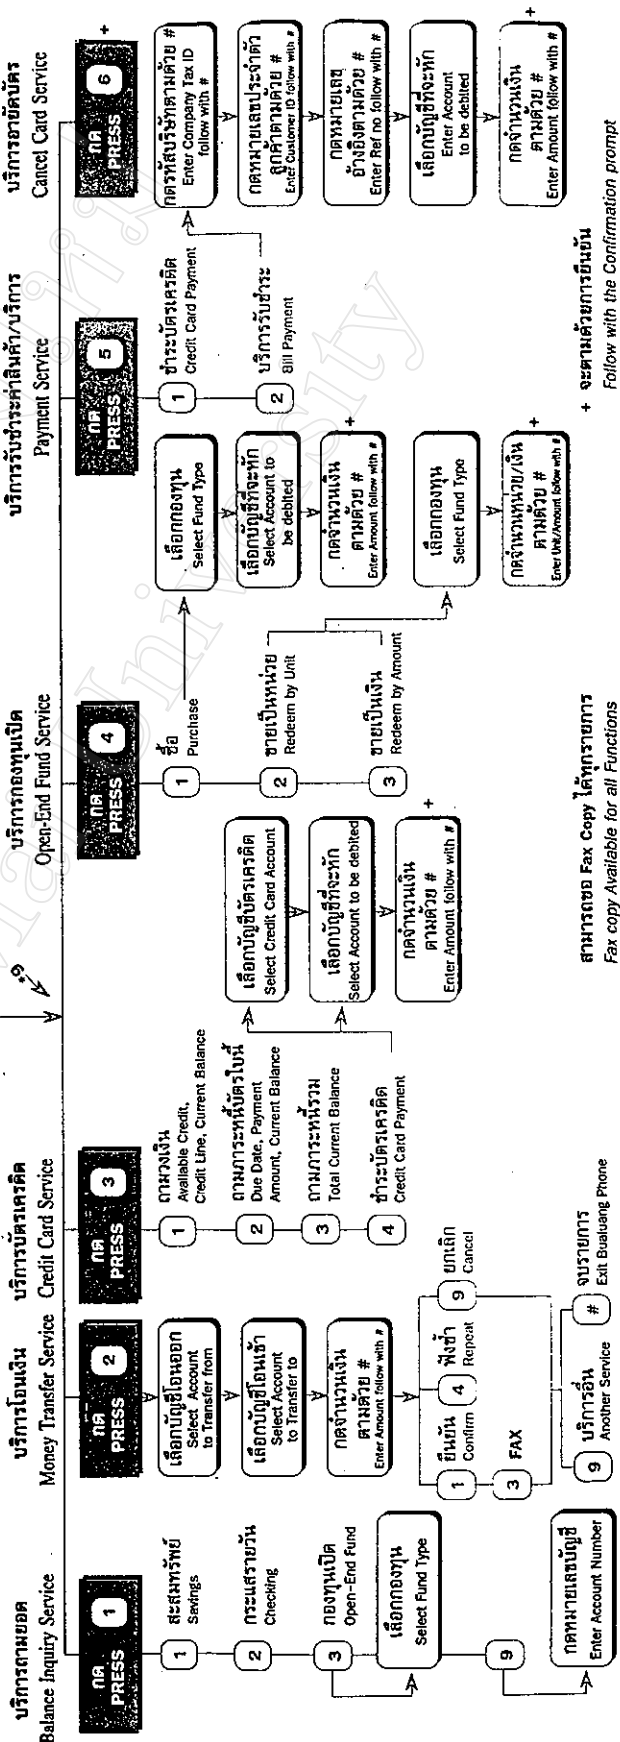 *9
บริการถามยอด
Balance Inquiry Service
กด
PRESS 1
1 สะสมทรัพย์
Savings
2 กระแสรายวัน
Checking
3 กองทุนเปิด
Open-End Fund
เลือกกองทุน
Select Fund Type
9
กดหมายเลขบัญชี
Enter Account Number
บริการโอนเงิน
Money Transfer Service
กด
PRESS 2
เลือกบัญชีโอนออก
Select Account
to Transfer from
เลือกบัญชีโอนเข้า
Select Account
to Transfer to
กดจำนวนเงิน
ตามด้วย #
Enter Amount follow with #
1 ยืนยัน
Confirm
4 ฟังซ้ำ
Repeat
9 ยกเลิก
Cancel
3 FAX
9 บริการอื่น
Another Service
# จบรายการ
Exit Bualuang Phone
บริการบัตรเครดิต
Credit Card Service
กด
PRESS 3
1 ถามวงเงิน
Available Credit,
Credit Line, Current Balance
2 ถามภาระหนี้บัตรใบนี้
Due Date, Payment
Amount, Current Balance
3 ถามภาระหนี้รวม
Total Current Balance
4 ชำระบัตรเครดิต
Credit Card Payment
เลือกบัญชีบัตรเครดิต
Select Credit Card Account
เลือกบัญชีที่จะหัก
Select Account to be debited
กดจำนวนเงิน
ตามด้วย #
Enter Amount follow with #
+
บริการกองทุนเปิด
Open-End Fund Service
กด
PRESS 4
1 ซื้อ
Purchase
2 ขายเป็นหน่วย
Redeem by Unit
3 ขายเป็นเงิน
Redeem by Amount
เลือกกองทุน
Select Fund Type
เลือกบัญชีที่จะหัก
Select Account to
be debited
กดจำนวนเงิน
ตามด้วย #
Enter Amount follow with #
+
เลือกกองทุน
Select Fund Type
กดจำนวนหน่วย/เงิน
ตามด้วย #
Enter Unit/Amount follow with #
+
บริการรับชำระค่าสินค้า/บริการ
Payment Service
กด
PRESS 5
1 ชำระบัตรเครดิต
Credit Card Payment
2 บริการรับชำระ
Bill Payment
กดรหัสบริษัทตามด้วย #
Enter Company Tax ID
follow with #
กดหมายเลขประจำตัว
ลูกค้าตามด้วย #
Enter Customer ID follow with #
กดหมายเลข
อ้างอิงตามด้วย #
Enter Ref no follow with #
เลือกบัญชีที่จะหัก
Enter Account
to be debited
กดจำนวนเงิน
ตามด้วย #
Enter Amount follow with #
+
บริการอายัดบัตร
Cancel Card Service
กด
PRESS 6
+
สามารถขอ Fax Copy ได้ทุกรายการ
Fax copy Available for all Functions
+ จะตามด้วยการยืนยัน
Follow with the Confirmation prompt
University